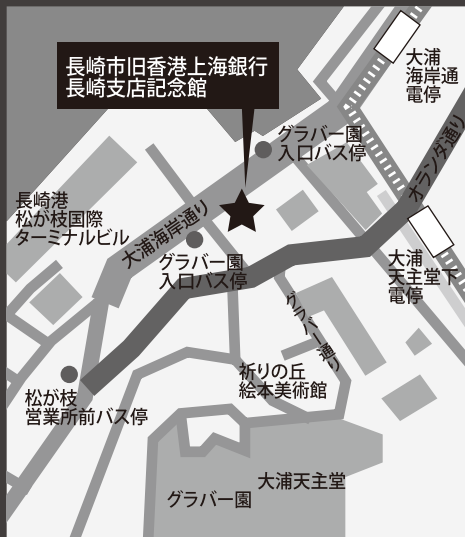 長崎市旧香港上海銀行
長崎支店記念館
大浦
海岸通
電停
グラバー園
入口バス停
オランダ通り
長崎港
松が枝国際
ターミナルビル
大浦海岸通り
グラバー園
入口バス停
大浦
天主堂下
電停
グラバー通り
祈りの丘
絵本美術館
松が枝
営業所前バス停
大浦天主堂
グラバー園